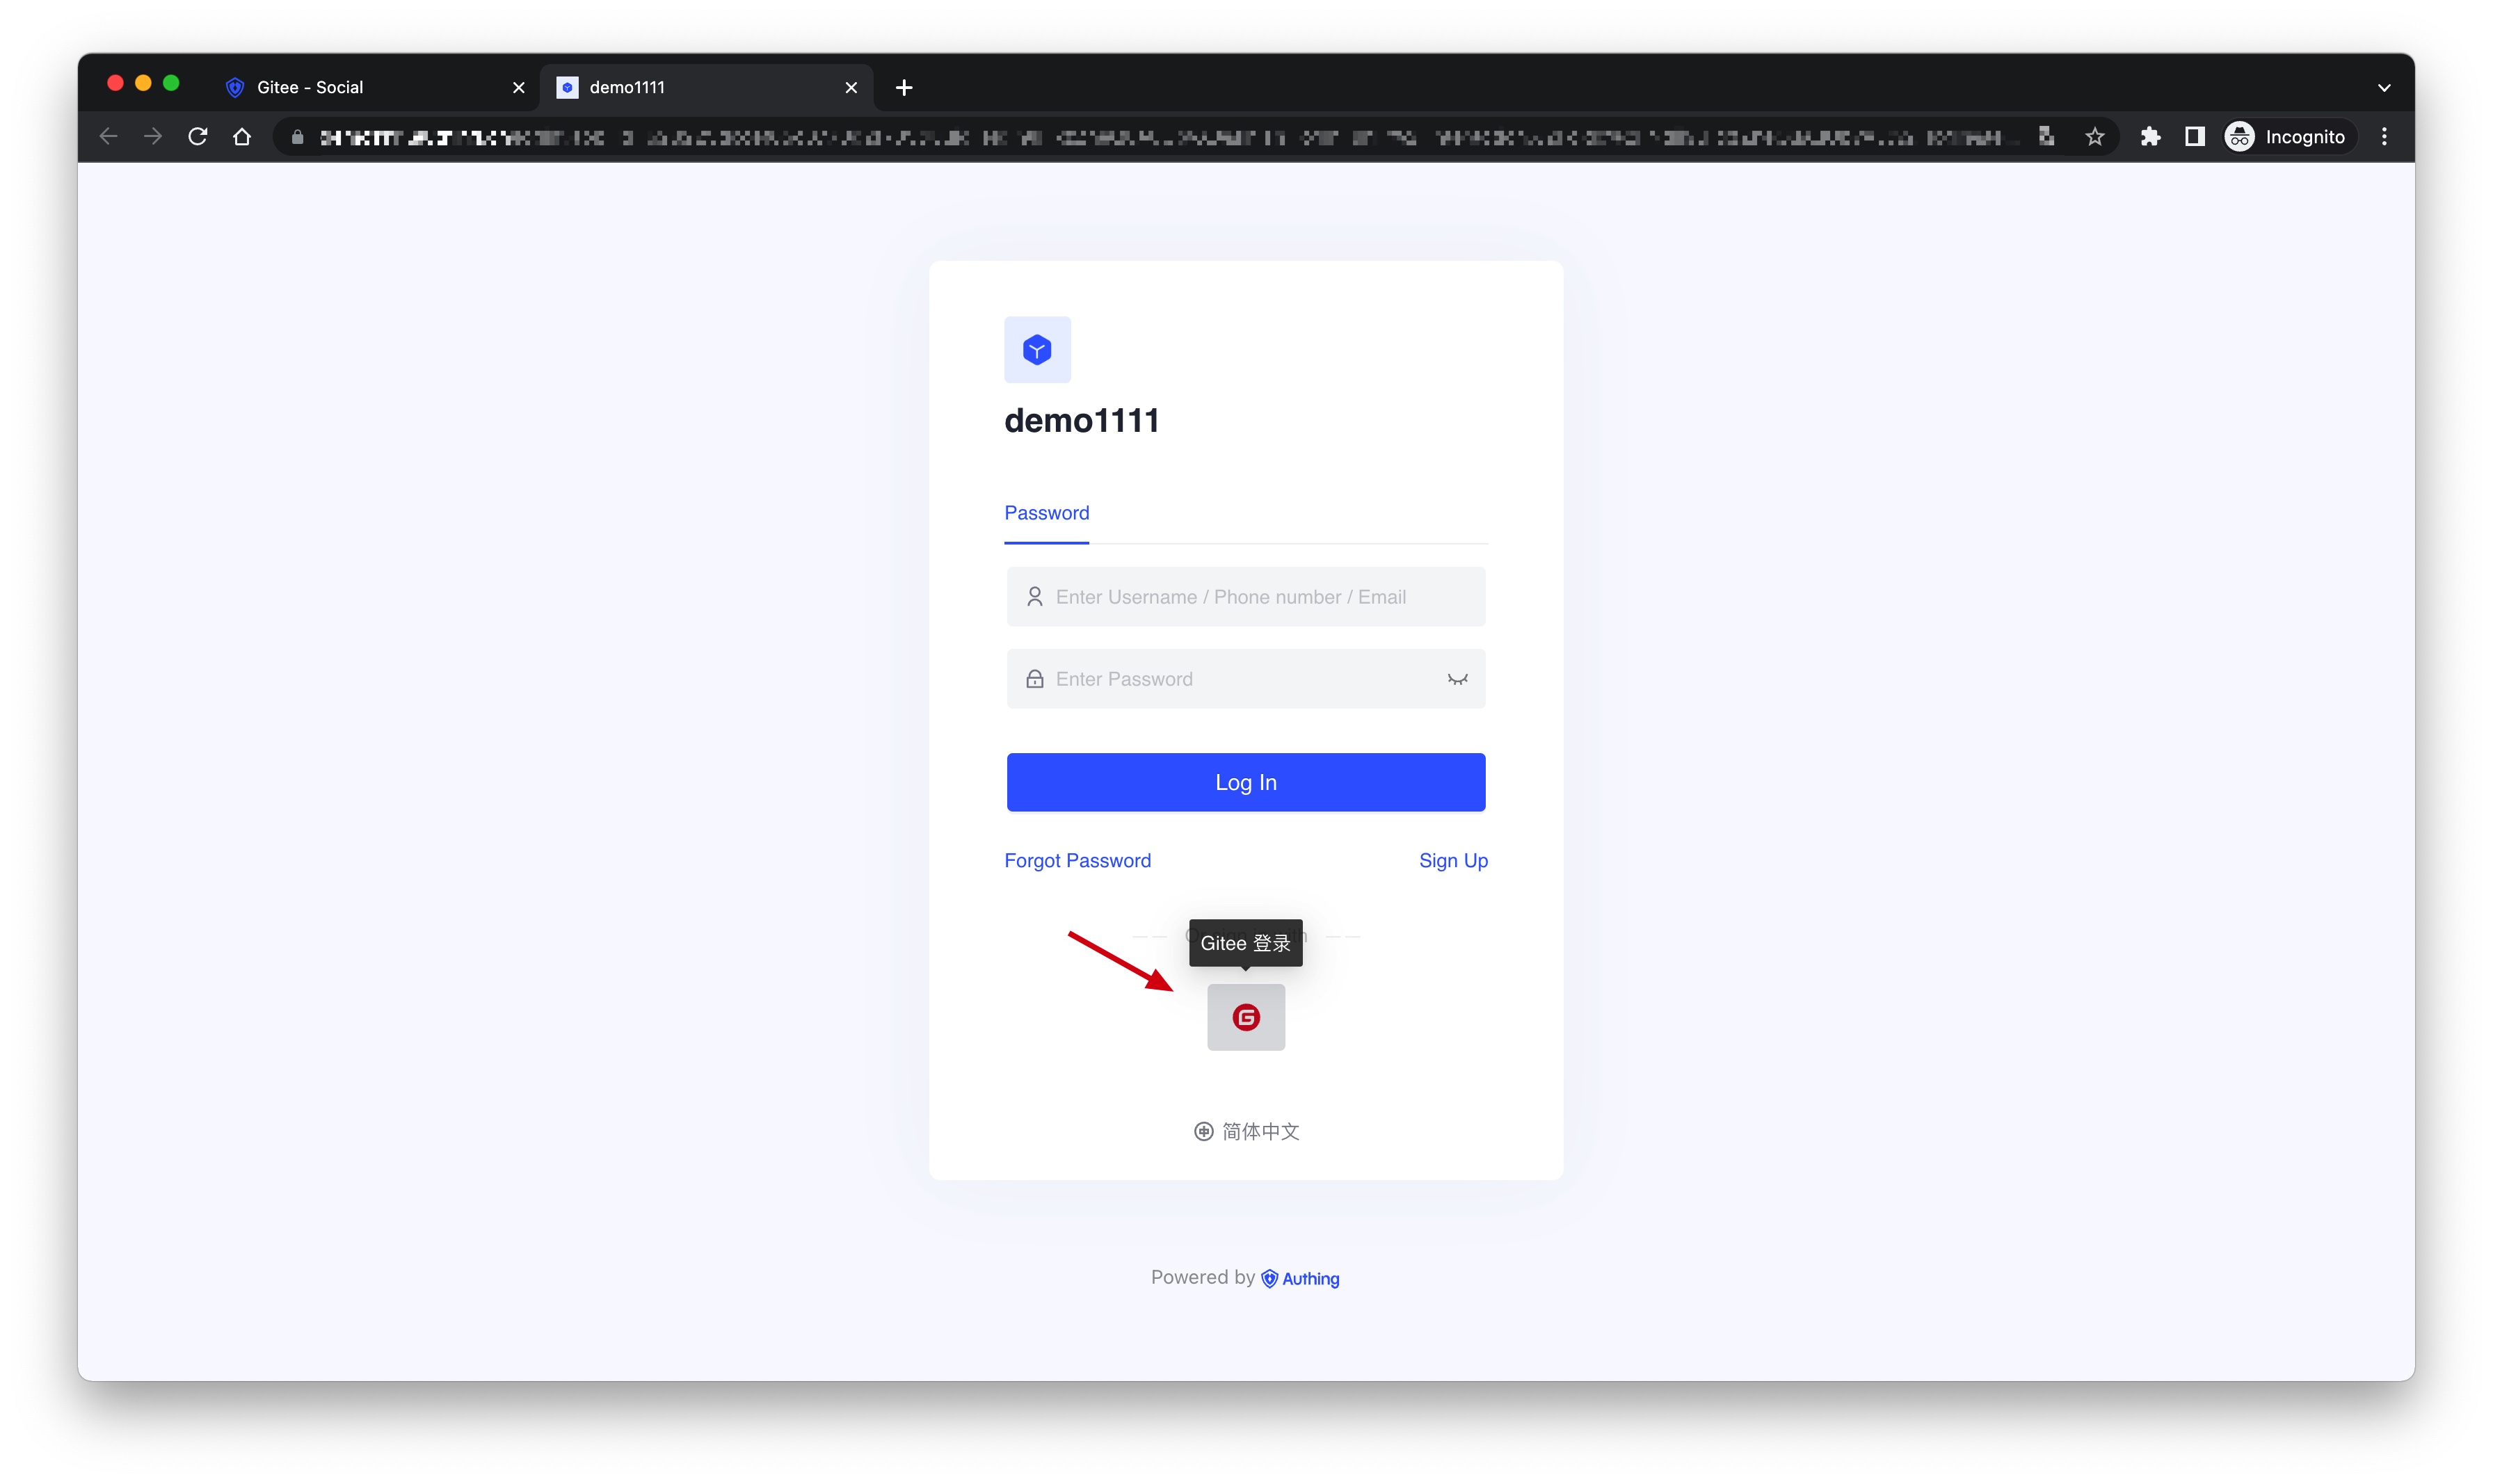 Gitee - Social
demo1111
Incognito
demo1111
Password
Enter Username / Phone number / Email
Enter Password
Log In
Forgot Password
Sign Up
Gitee 登录
简体中文
Powered by Authing